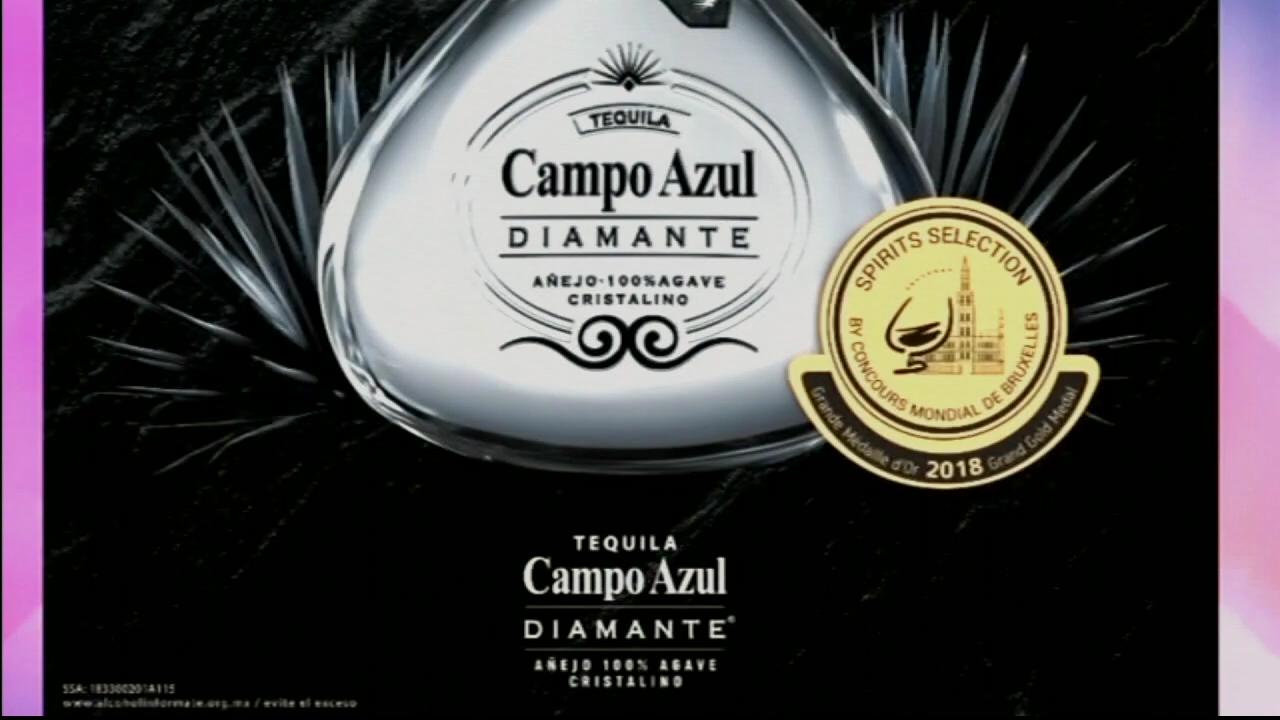 TEQUILA
Campo Azul
DIAMANTE
AÑEJO·100%AGAVE
CRISTALINO
SPIRITS SELECTION
BY CONCOURS MONDIAL DE BRUXELLES
Grande Médaille d'Or 2018 Grand Gold Medal
TEQUILA
Campo Azul
DIAMANTE®
AÑEJO 100% AGAVE
CRISTALINO
SSA: 183300201A115
www.alcoholinformate.org.mx / evite el exceso